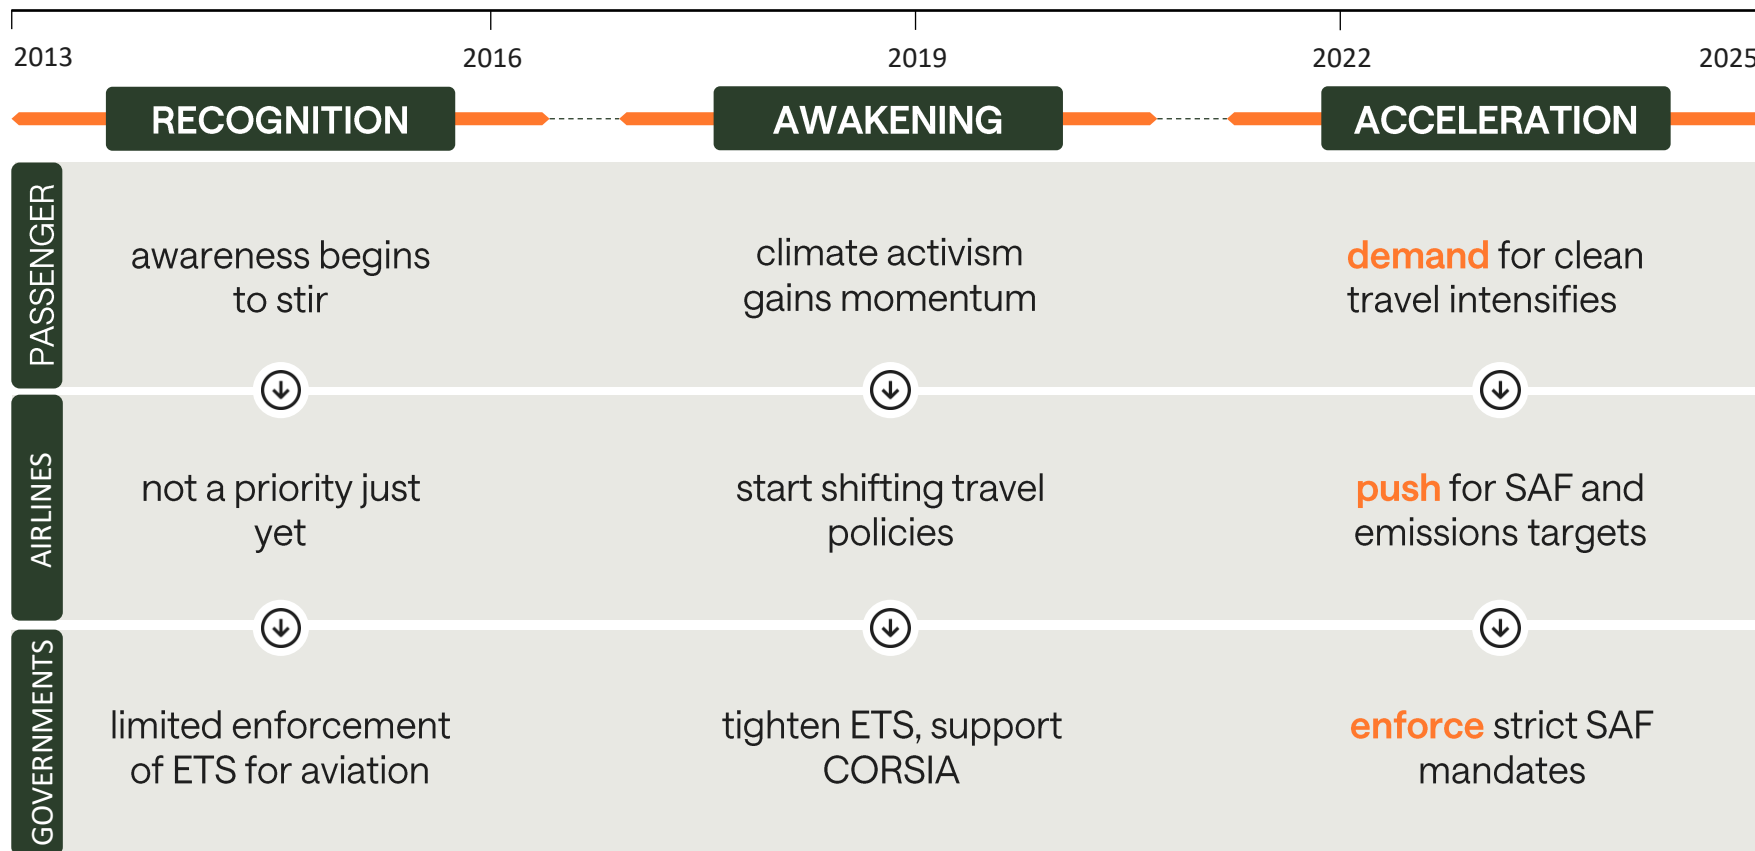 2013
2016
2019
2022
2025
RECOGNITION
AWAKENING
ACCELERATION
PASSENGER
awareness begins
to stir
climate activism
gains momentum
demand for clean
travel intensifies
AIRLINES
not a priority just
yet
start shifting travel
policies
push for SAF and
emissions targets
GOVERNMENTS
limited enforcement
of ETS for aviation
tighten ETS, support
CORSIA
enforce strict SAF
mandates